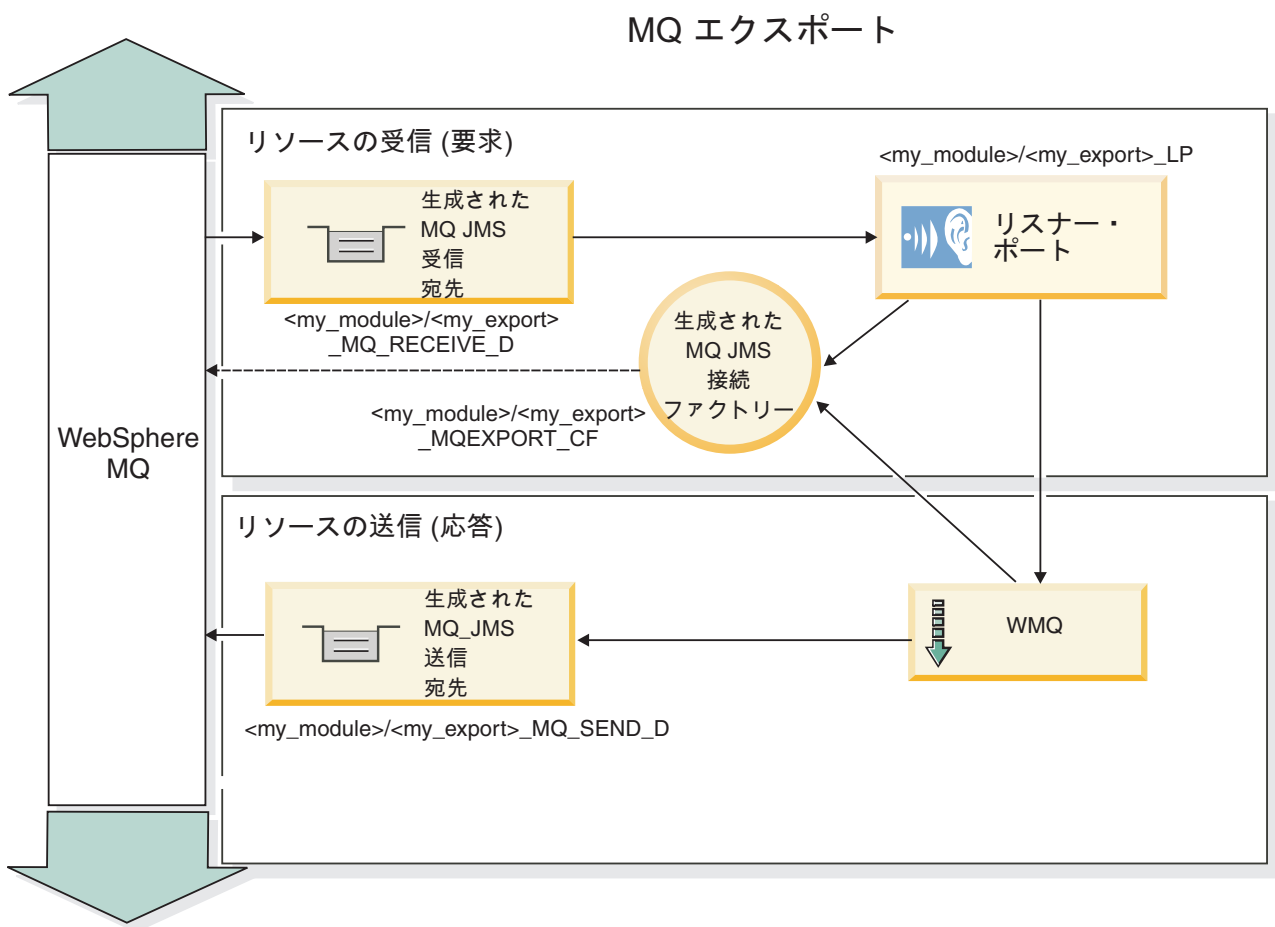 MQ エクスポート
リソースの受信 (要求)
<my_module>/<my_export>_LP
生成された
MQ JMS
受信
宛先
リスナー・
ポート
<my_module>/<my_export>
_MQ_RECEIVE_D
生成された
MQ JMS
接続
ファクトリー
<my_module>/<my_export>
_MQEXPORT_CF
WebSphere
MQ
リソースの送信 (応答)
生成された
MQ_JMS
送信
宛先
WMQ
<my_module>/<my_export>_MQ_SEND_D